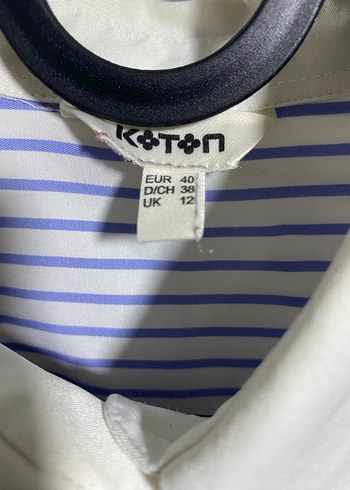 KOTON
EUR 40
D/CH 38
UK 12